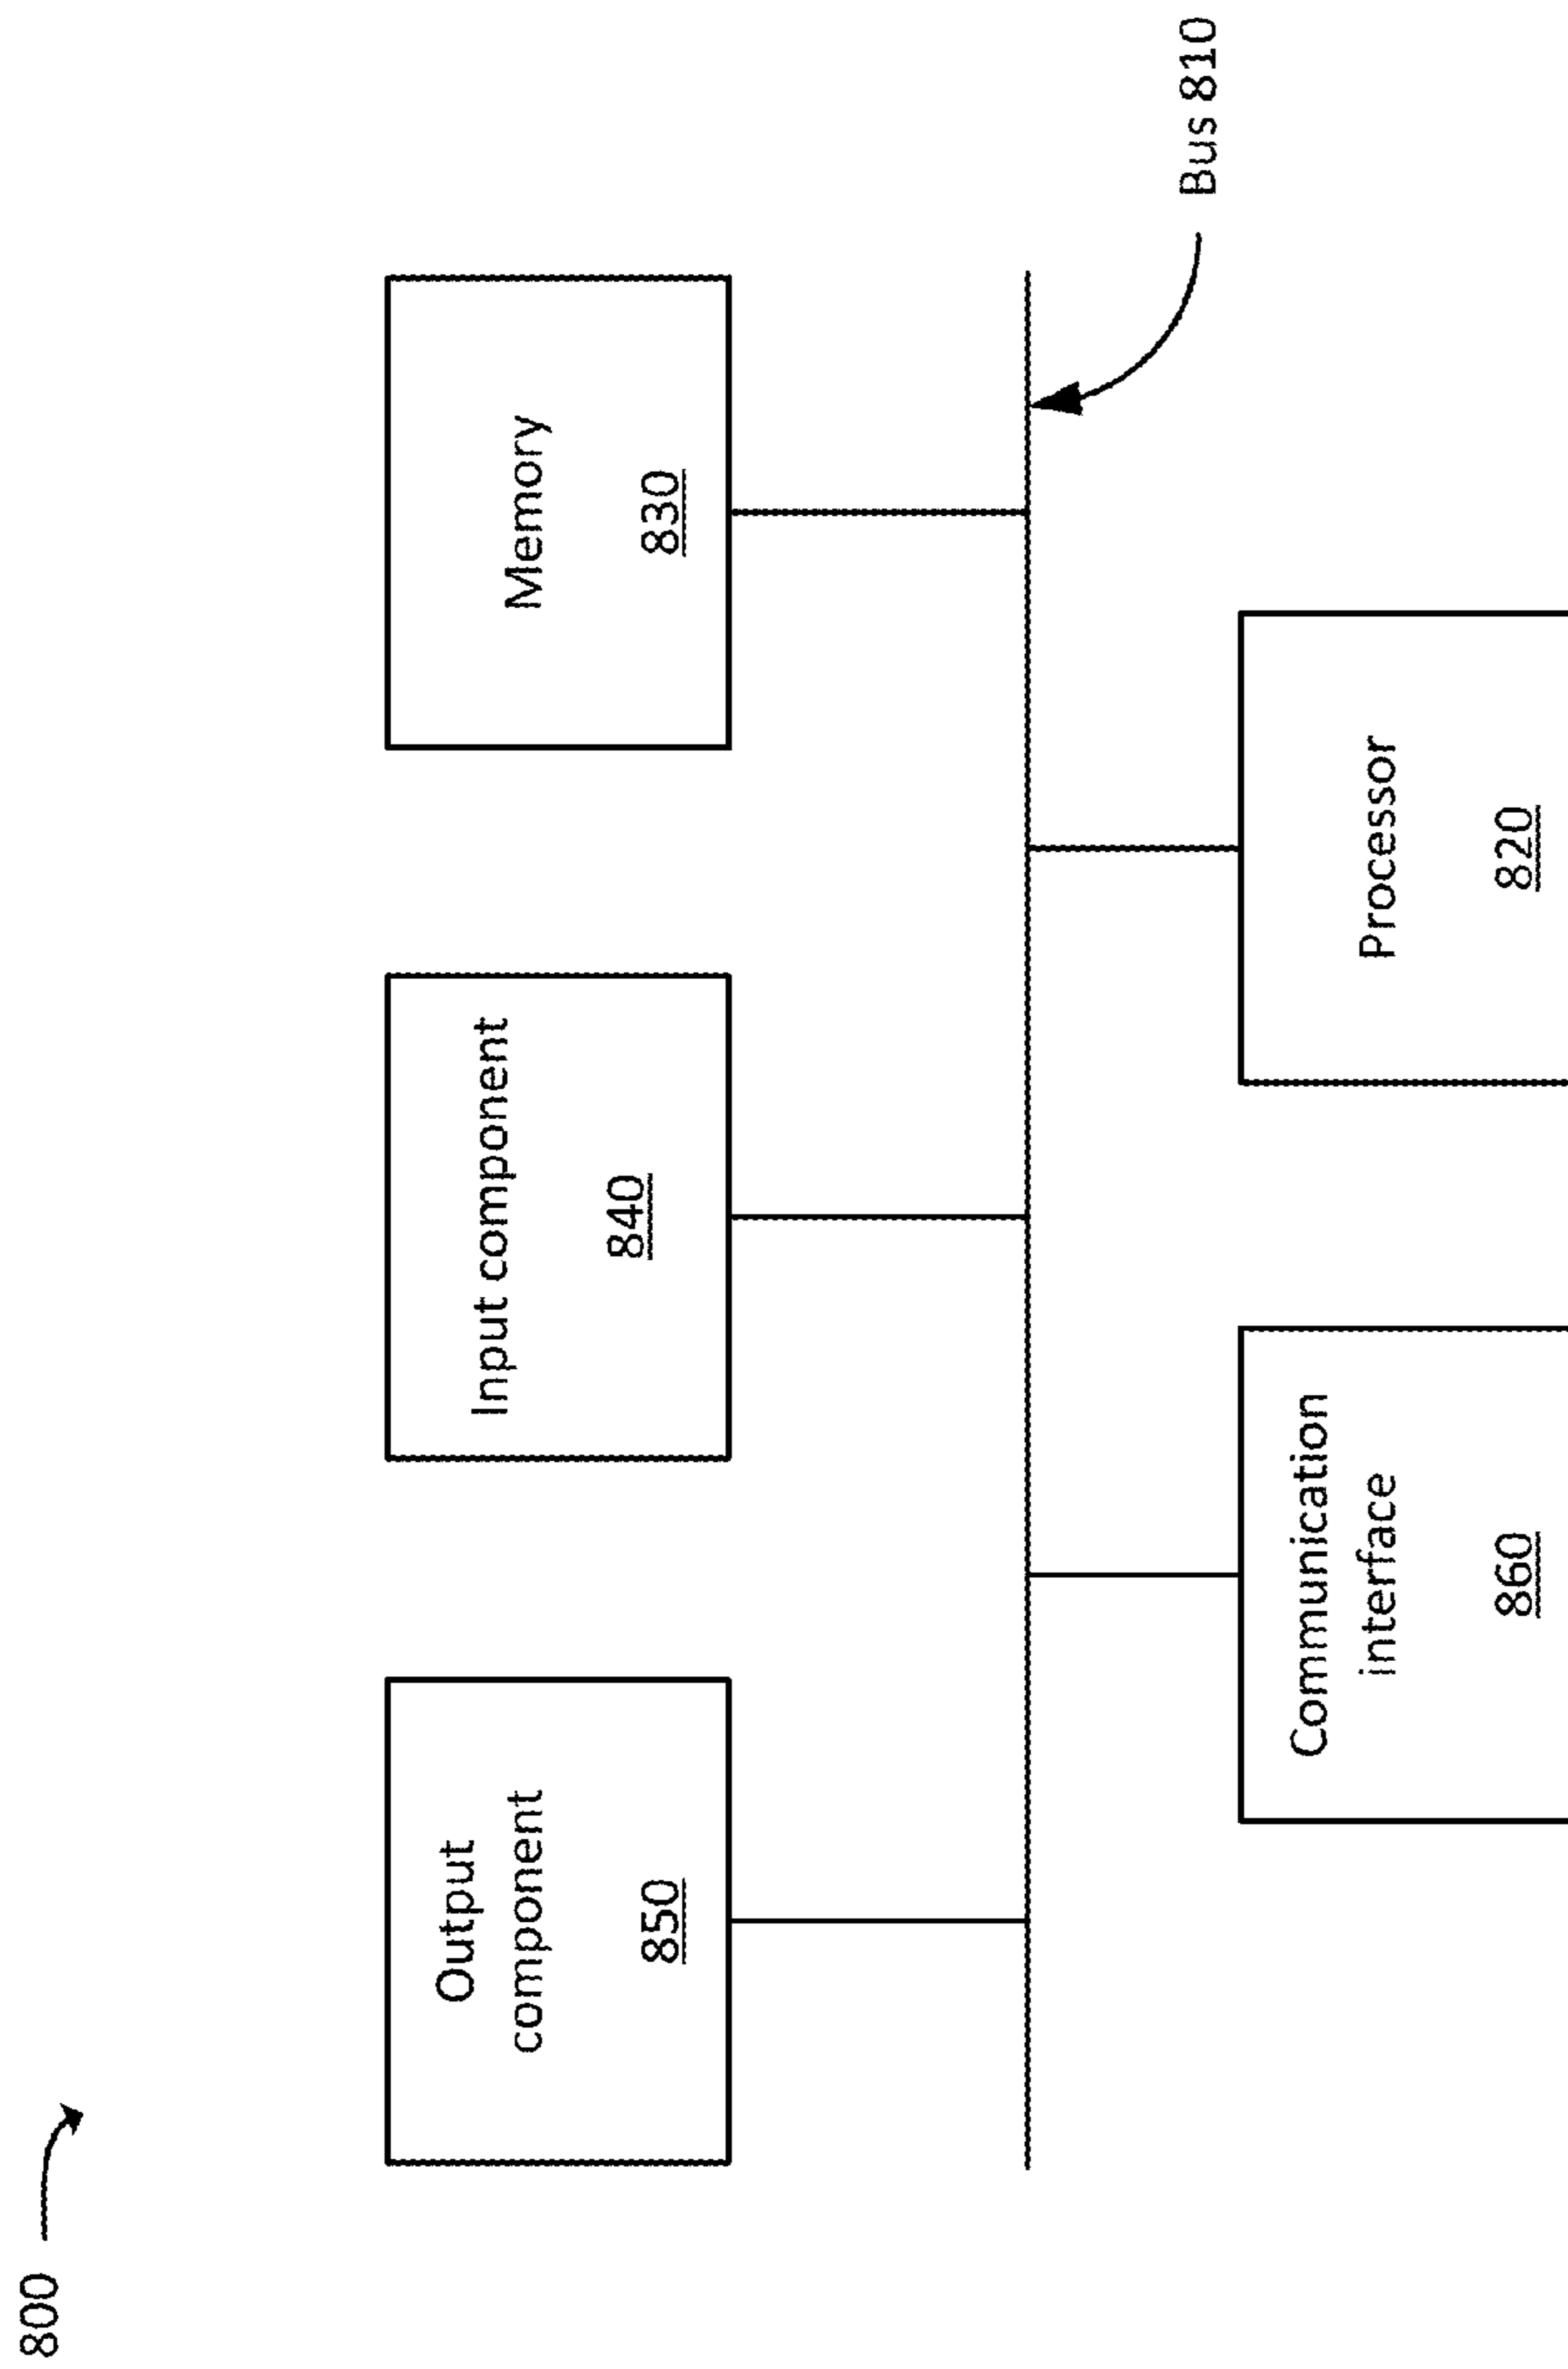 800
Output
component
850
Input component
840
Memory
830
Bus 810
Communication
interface
860
Processor
820